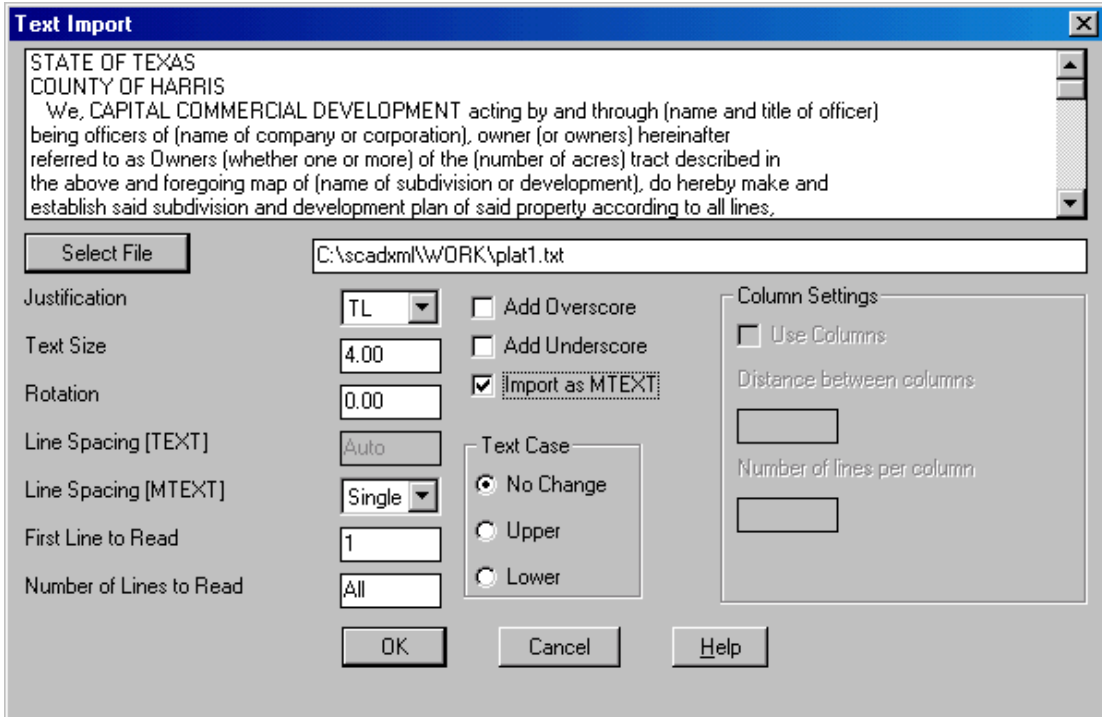 Text Import
STATE OF TEXAS
COUNTY OF HARRIS
We, CAPITAL COMMERCIAL DEVELOPMENT acting by and through (name and title of officer)
being officers of (name of company or corporation), owner (or owners) hereinafter
referred to as Owners (whether one or more) of the (number of acres) tract described in
the above and foregoing map of (name of subdivision or development), do hereby make and
establish said subdivision and development plan of said property according to all lines,
Select File
C:\scadxml\WORK\plat1.txt
Justification
TL
Text Size
4.00
Rotation
0.00
Line Spacing [TEXT]
Auto
Line Spacing [MTEXT]
Single
First Line to Read
1
Number of Lines to Read
All
Add Overscore
Add Underscore
Import as MTEXT
Text Case
No Change
Upper
Lower
Column Settings
Use Columns
Distance between columns
Number of lines per column
OK
Cancel
Help